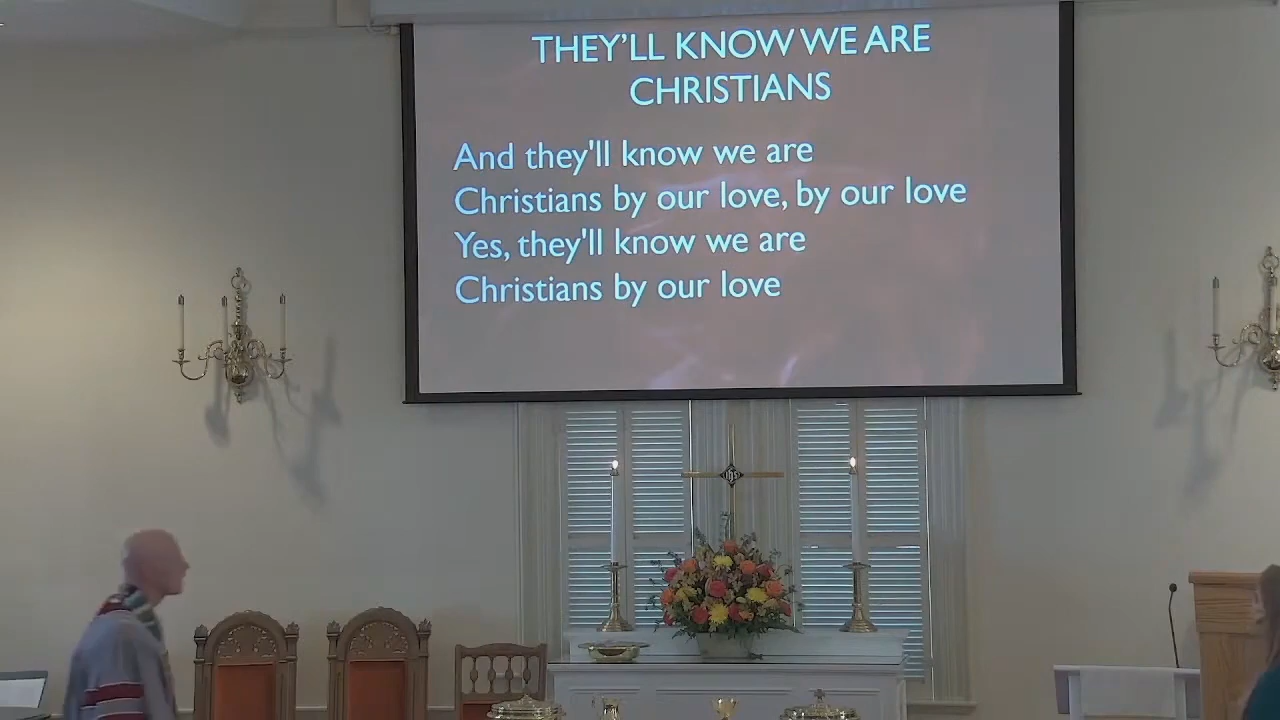 THEY'LL KNOW WE ARE
CHRISTIANS
And they'll know we are
Christians by our love, by our love
Yes, they'll know we are
Christians by our love
IHS